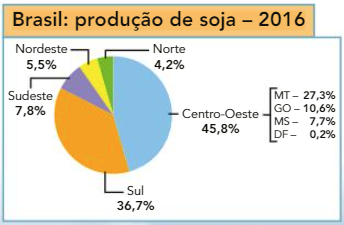 Brasil: produção de soja – 2016
Nordeste
5,5%
Norte
4,2%
Sudeste
7,8%
Centro-Oeste
45,8%
MT – 27,3%
GO – 10,6%
MS – 7,7%
DF – 0,2%
Sul
36,7%